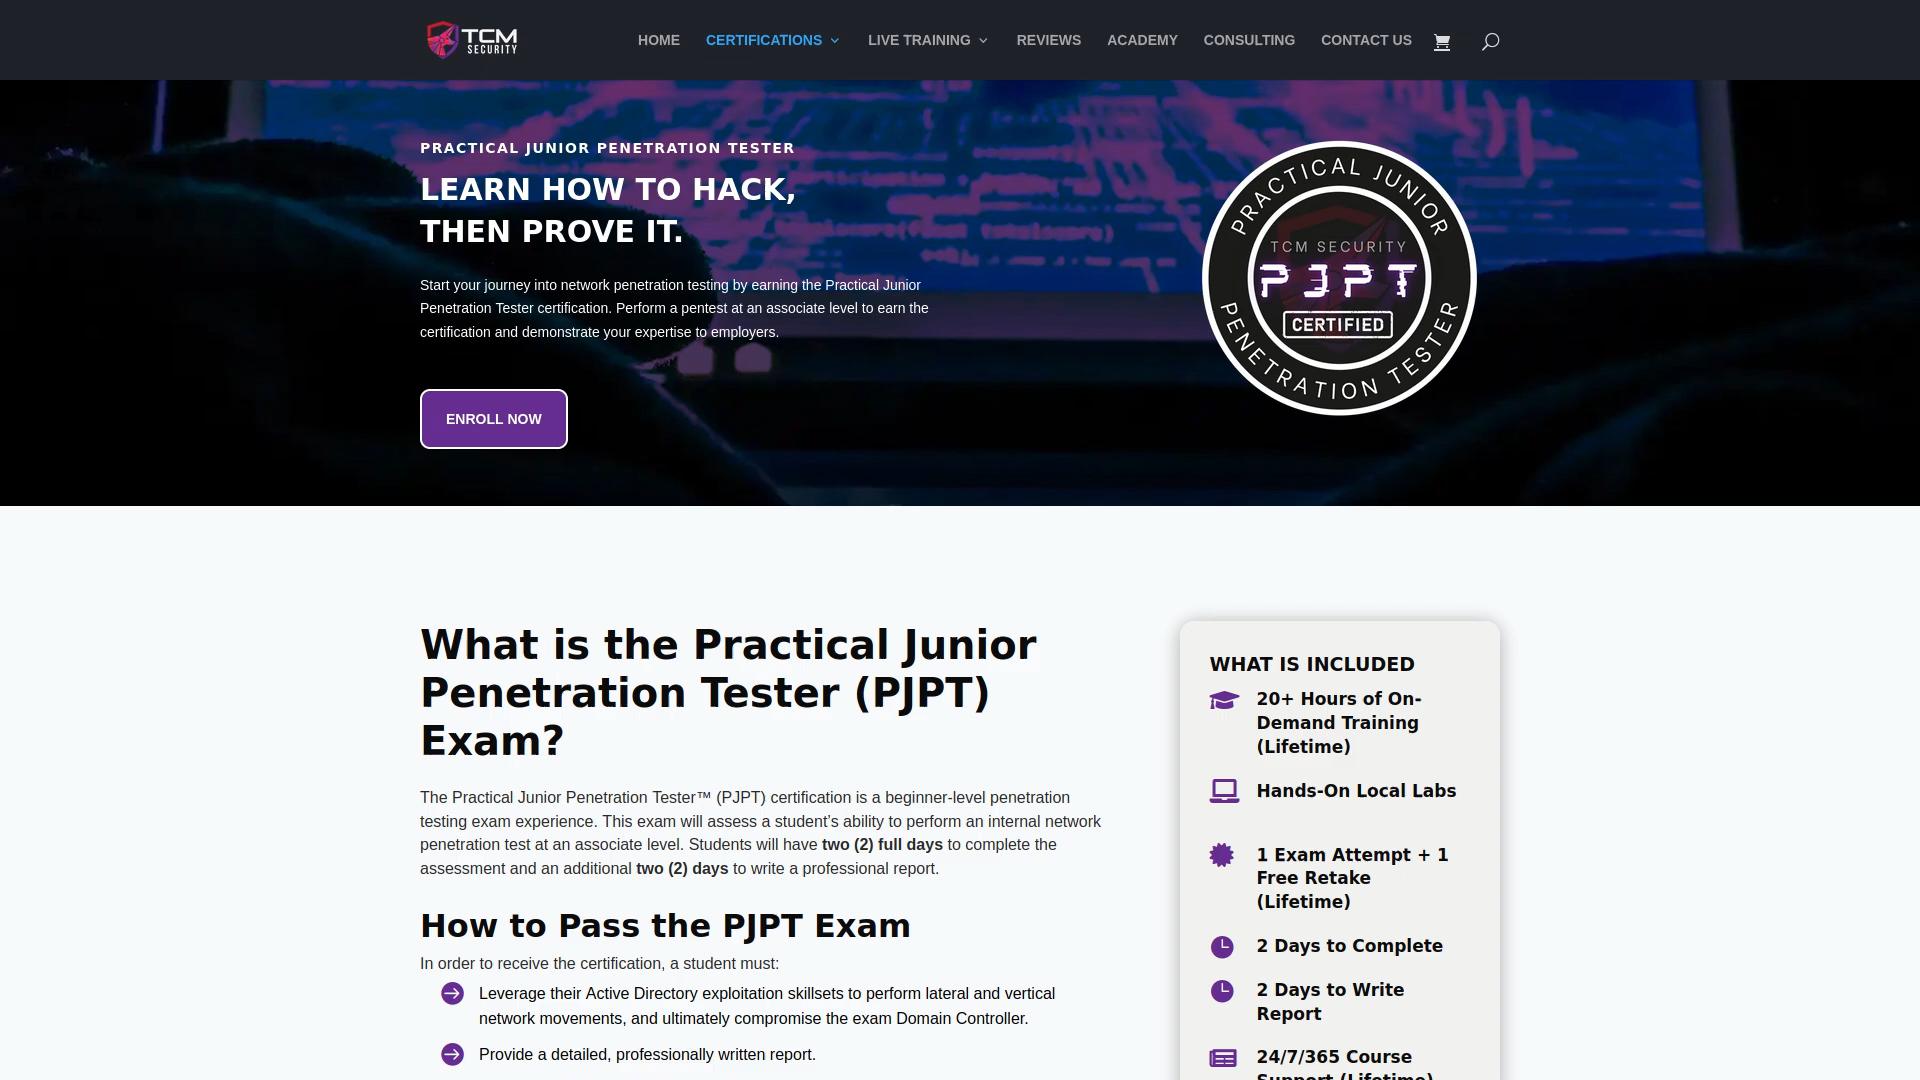 TCM
SECURITY
HOME
CERTIFICATIONS
LIVE TRAINING
REVIEWS
ACADEMY
CONSULTING
CONTACT US
PRACTICAL JUNIOR PENETRATION TESTER
LEARN HOW TO HACK,
THEN PROVE IT.
Start your journey into network penetration testing by earning the Practical Junior
Penetration Tester certification. Perform a pentest at an associate level to earn the
certification and demonstrate your expertise to employers.
ENROLL NOW
PRACTICAL JUNIOR
TCM SECURITY
PJPT
CERTIFIED
PENETRATION TESTER
What is the Practical Junior
Penetration Tester (PJPT)
Exam?
The Practical Junior Penetration Tester™ (PJPT) certification is a beginner-level penetration
testing exam experience. This exam will assess a student’s ability to perform an internal network
penetration test at an associate level. Students will have two (2) full days to complete the
assessment and an additional two (2) days to write a professional report.
How to Pass the PJPT Exam
In order to receive the certification, a student must:
Leverage their Active Directory exploitation skillsets to perform lateral and vertical
network movements, and ultimately compromise the exam Domain Controller.
Provide a detailed, professionally written report.
WHAT IS INCLUDED
20+ Hours of On-
Demand Training
(Lifetime)
Hands-On Local Labs
1 Exam Attempt + 1
Free Retake
(Lifetime)
2 Days to Complete
2 Days to Write
Report
24/7/365 Course
Support (Lifetime)